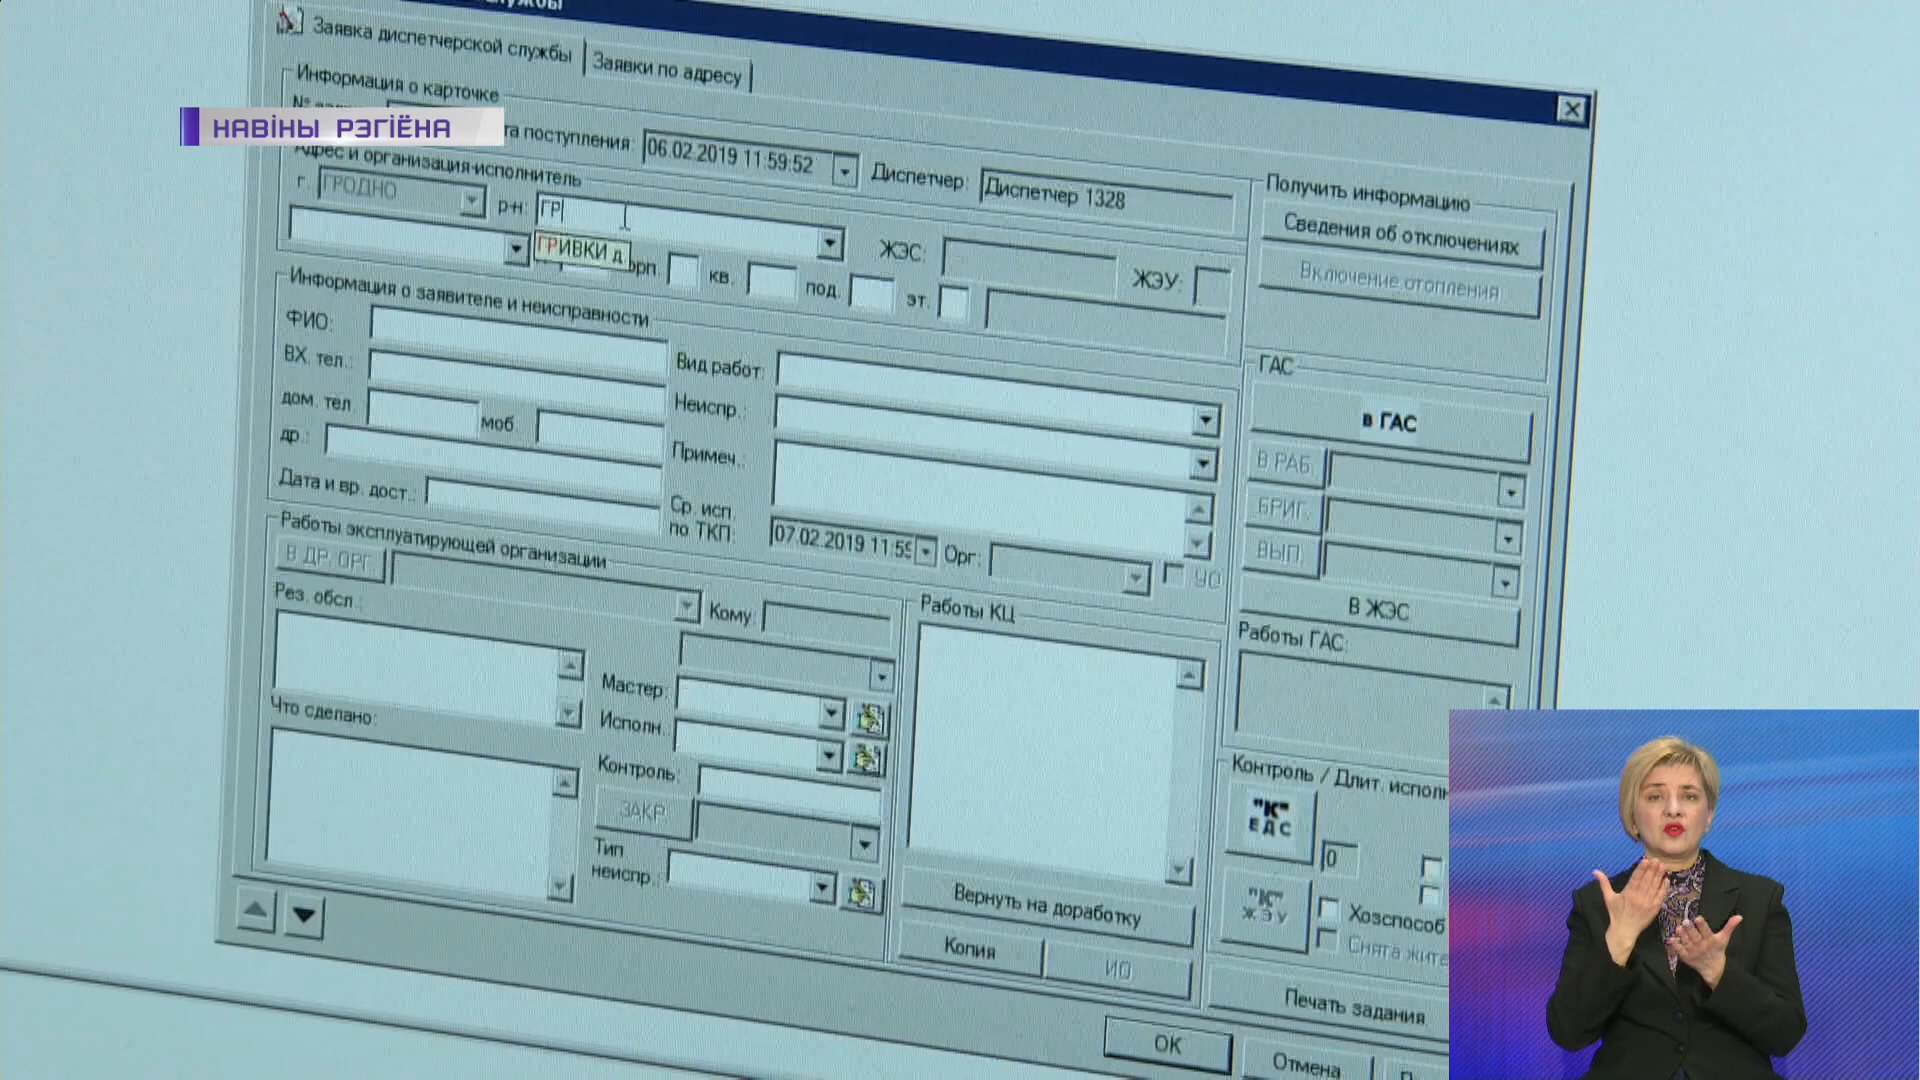 Заявка диспетчерской службы
Заявки по адресу
Информация о карточке
НАВІНЫ РЭГІЁНА
поступления:
06.02.2019 11:59:52
Диспетчер:
Диспетчер 1328
Адрес и организация-исполнитель
г.
ГРОДНО
р-н:
ГР
ГРИВКИ д
кв.
под.
эт.
ЖЭС:
ЖЭУ:
Получить информацию
Сведения об отключениях
Включение отопления
Информация о заявителе и неисправности
ФИО:
ВХ. тел.:
дом. тел.
моб.
др.:
Дата и вр. дост.:
Вид работ:
Неиспр.:
Примеч.:
Ср. исп.
по ТКП:
07.02.2019 11:59
Орг:
УО
ГАС
в ГАС
В РАБ.
БРИГ.
ВЫП.
В ЖЭС
Работы ГАС:
Работы эксплуатирующей организации
В ДР. ОРГ.
Кому:
Рез. обсл.:
Мастер:
Исполн.:
Что сделано:
Контроль:
ЗАКР.
Тип
неиспр.:
Работы КЦ
Вернуть на доработку
Копия
ИО
Контроль / Длит. исполн
"К"
ЕДС
0
"К"
ЖЭУ
Хозспособ
Снята жите
Печать задания
ОК
Отмена